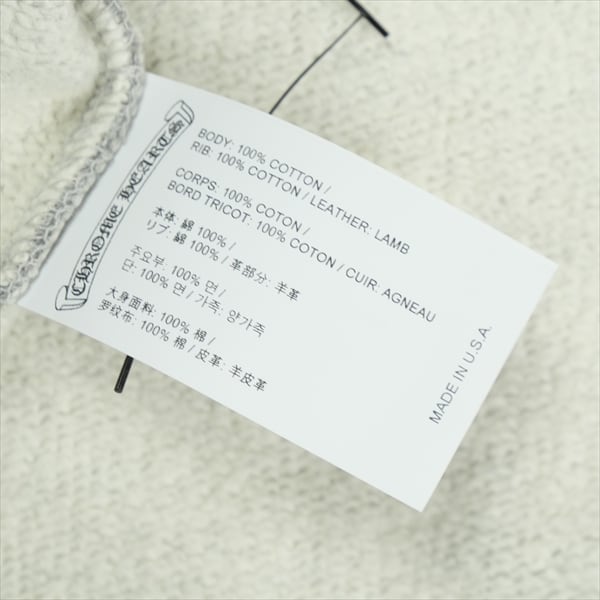 CHROME HEARTS
BODY: 100% COTTON /
RIB: 100% COTTON / LEATHER: LAMB
CORPS: 100% COTON /
BORD TRICOT: 100% COTON / CUIR: AGNEAU
本体: 綿 100% /
リブ: 綿 100% / 革部分: 羊革
주요부: 100% 면 /
단: 100% 면 / 가죽: 양가죽
大身面料: 100% 棉 /
罗纹布: 100% 棉 / 皮革: 羊皮革
MADE IN U.S.A.